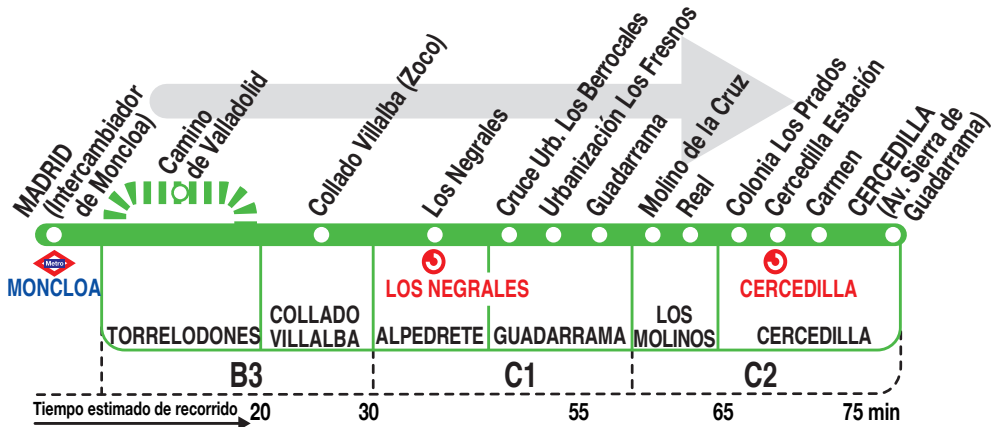 MADRID
(Intercambiador
de Moncloa)
Camino
de Valladolid
Collado Villalba (Zoco)
Los Negrales
Cruce Urb. Los Berrocales
Urbanización Los Fresnos
Guadarrama
Molino de la Cruz
Real
Colonia Los Prados
Cercedilla Estación
Carmen
CERCEDILLA
(Av. Sierra de
Guadarrama)
Metro
MONCLOA
LOS NEGRALES
CERCEDILLA
TORRELODONES
COLLADO
VILLALBA
ALPEDRETE
GUADARRAMA
LOS
MOLINOS
CERCEDILLA
B3
C1
C2
Tiempo estimado de recorrido
20
30
55
65
75 min